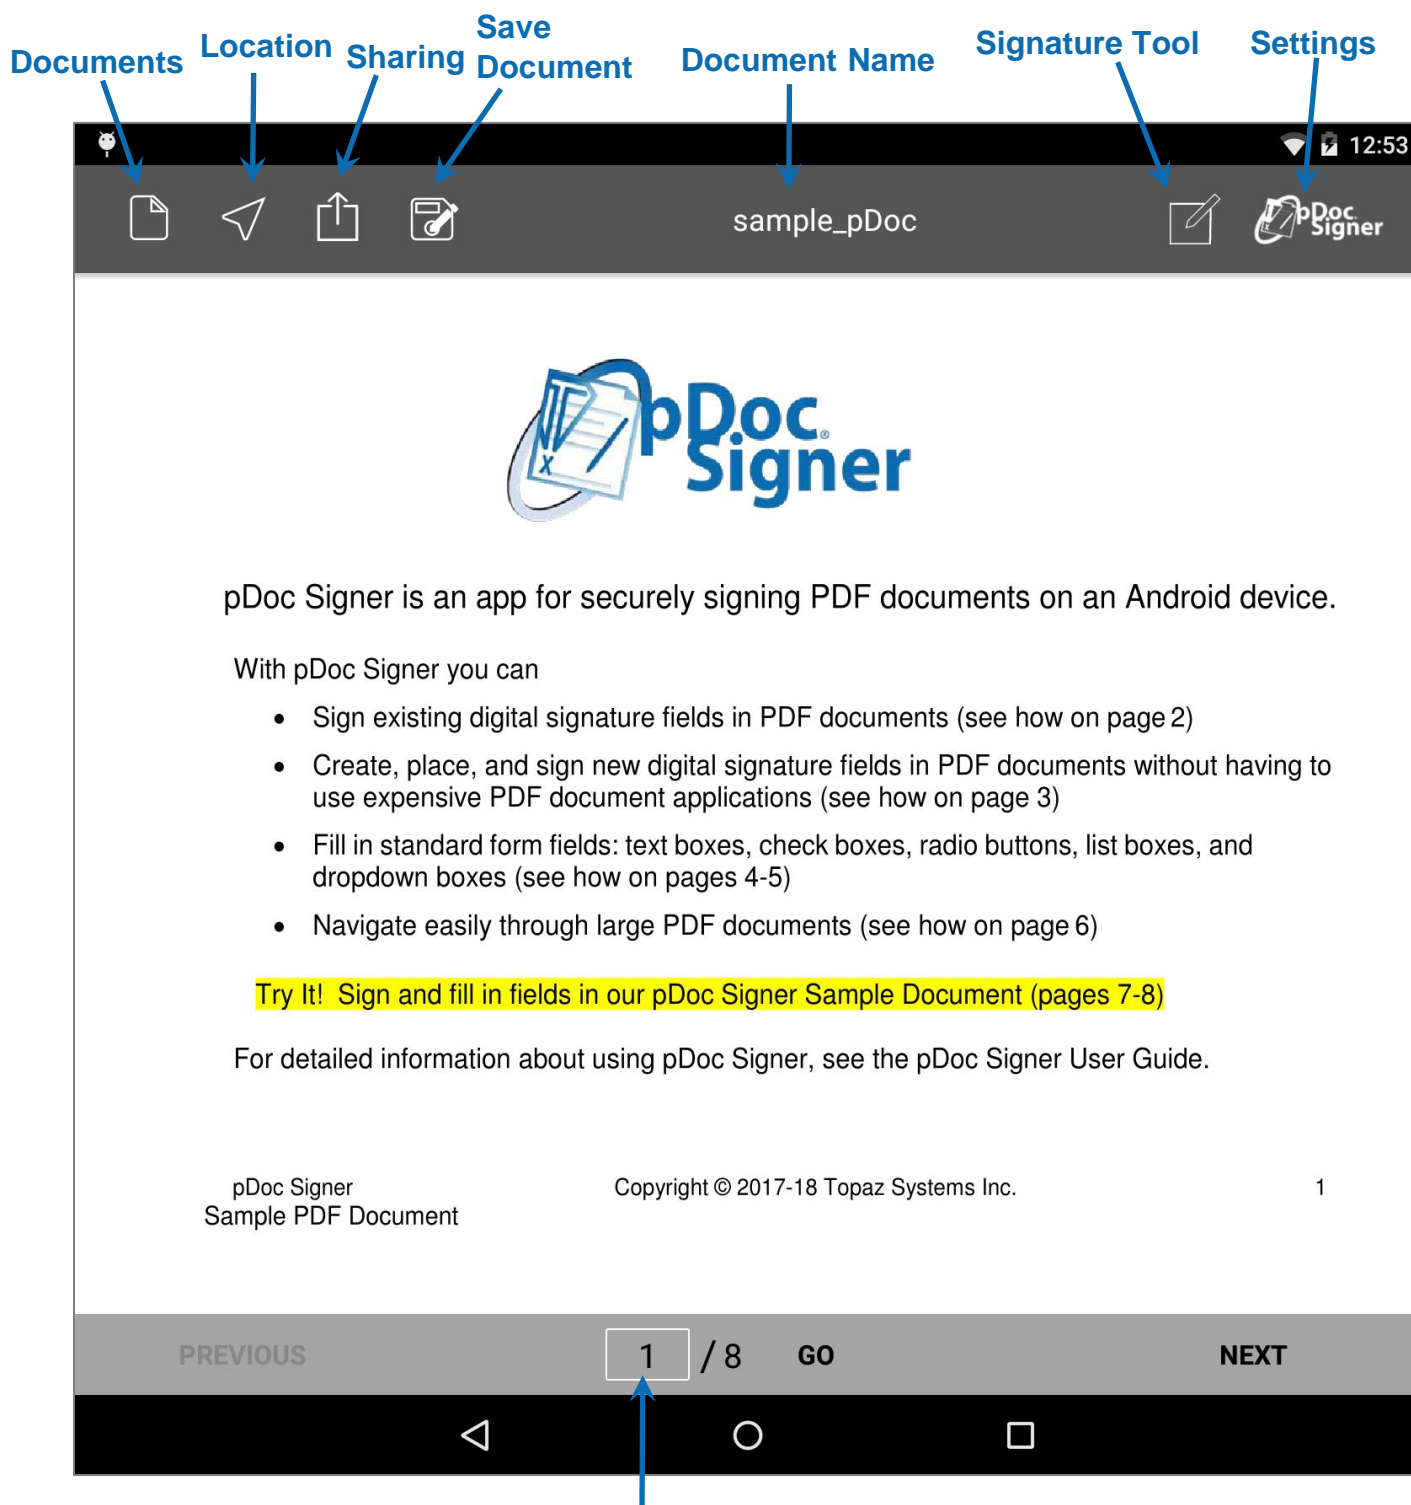 Documents
Location
Sharing
Save
Document
Document Name
Signature Tool
Settings
12:53
sample_pDoc
pDoc
Signer
pDoc®
Signer
pDoc Signer is an app for securely signing PDF documents on an Android device.
With pDoc Signer you can
• Sign existing digital signature fields in PDF documents (see how on page 2)
• Create, place, and sign new digital signature fields in PDF documents without having to
use expensive PDF document applications (see how on page 3)
• Fill in standard form fields: text boxes, check boxes, radio buttons, list boxes, and
dropdown boxes (see how on pages 4-5)
• Navigate easily through large PDF documents (see how on page 6)
Try It! Sign and fill in fields in our pDoc Signer Sample Document (pages 7-8)
For detailed information about using pDoc Signer, see the pDoc Signer User Guide.
pDoc Signer Copyright © 2017-18 Topaz Systems Inc. 1
Sample PDF Document
PREVIOUS 1 / 8 GO NEXT